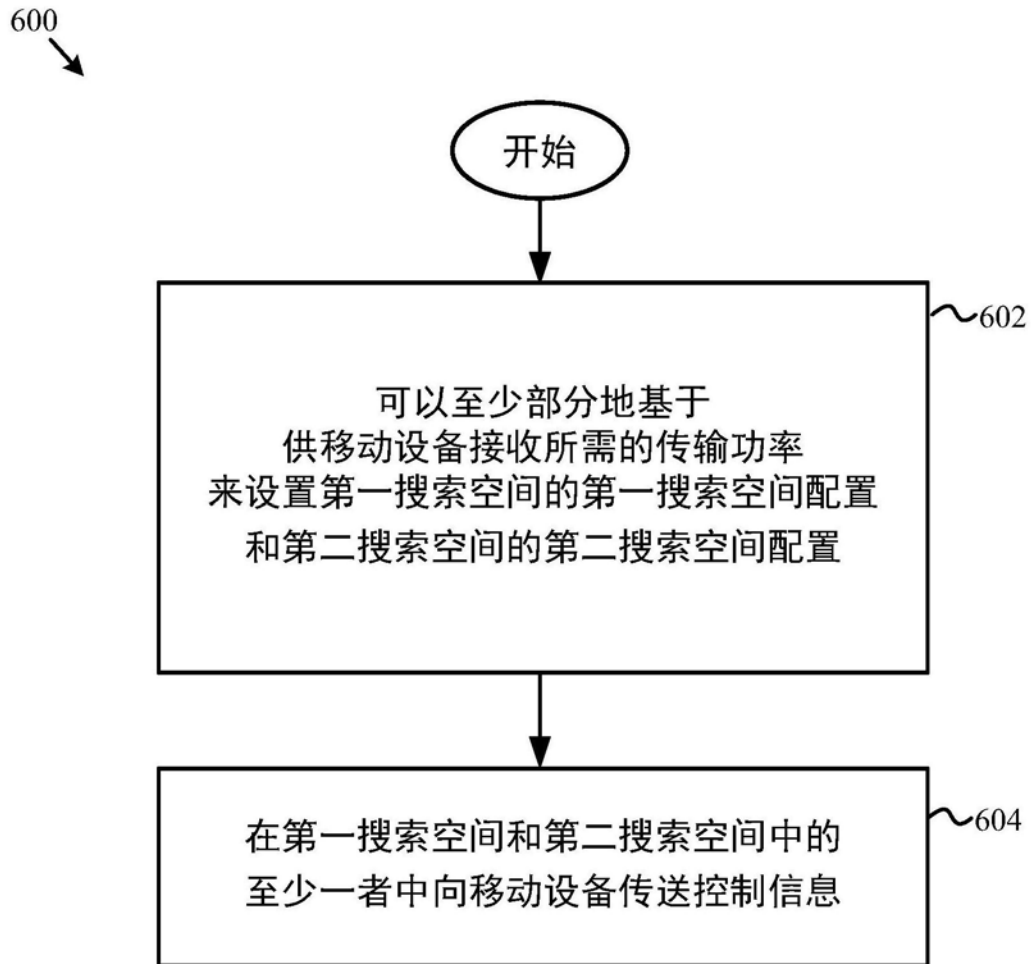 600
开始
602
可以至少部分地基于
供移动设备接收所需的传输功率
来设置第一搜索空间的第一搜索空间配置
和第二搜索空间的第二搜索空间配置
604
在第一搜索空间和第二搜索空间中的
至少一者中向移动设备传送控制信息